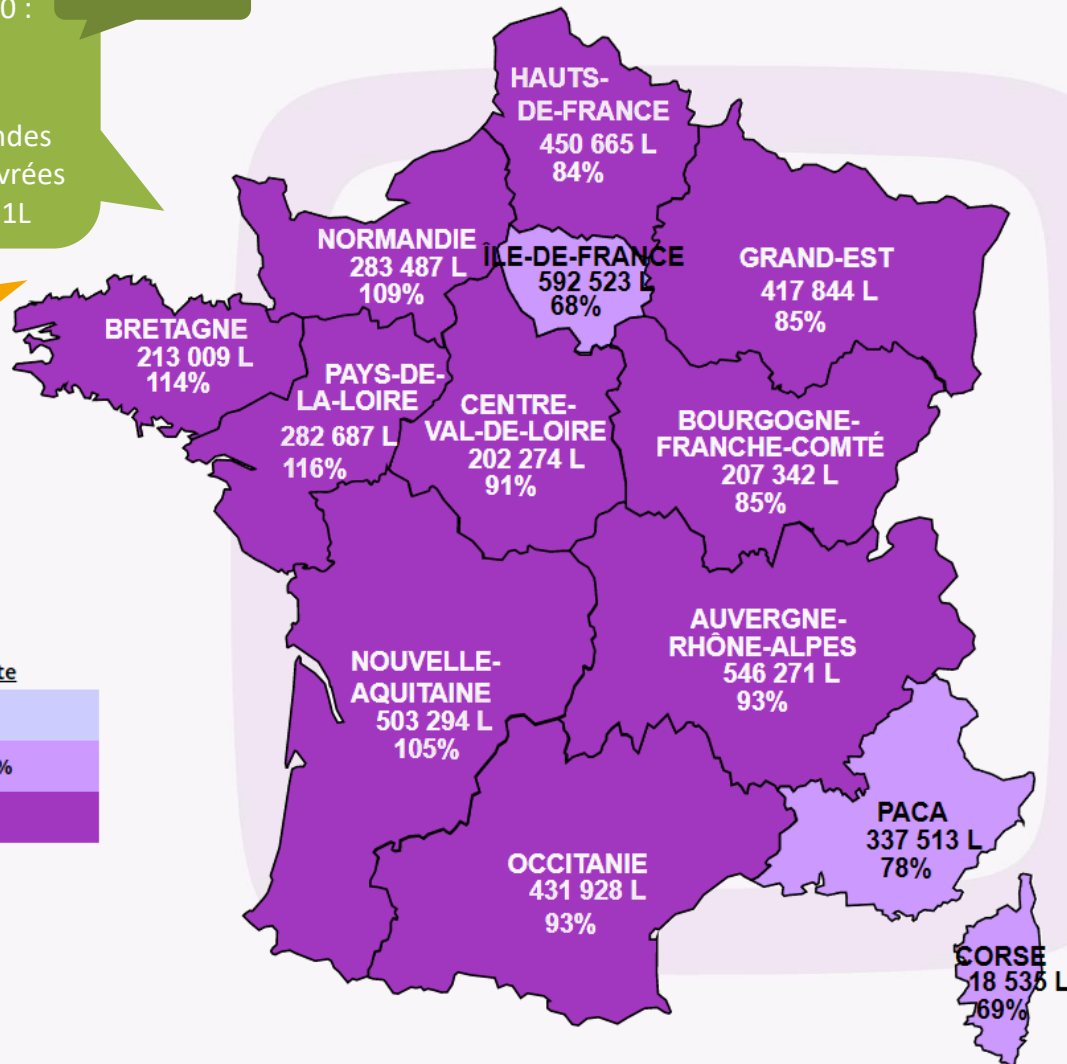 0 :
1L
HAUTS-
DE-FRANCE
450 665 L
84%
NORMANDIE
283 487 L
109%
ÎLE-DE-FRANCE
592 523 L
68%
GRAND-EST
417 844 L
85%
BRETAGNE
213 009 L
114%
PAYS-DE-
LA-LOIRE
282 687 L
116%
CENTRE-
VAL-DE-LOIRE
202 274 L
91%
BOURGOGNE-
FRANCHE-COMTÉ
207 342 L
85%
AUVERGNE-
RHÔNE-ALPES
546 271 L
93%
NOUVELLE-
AQUITAINE
503 294 L
105%
%
PACA
337 513 L
78%
OCCITANIE
431 928 L
93%
CORSE
18 535 L
69%